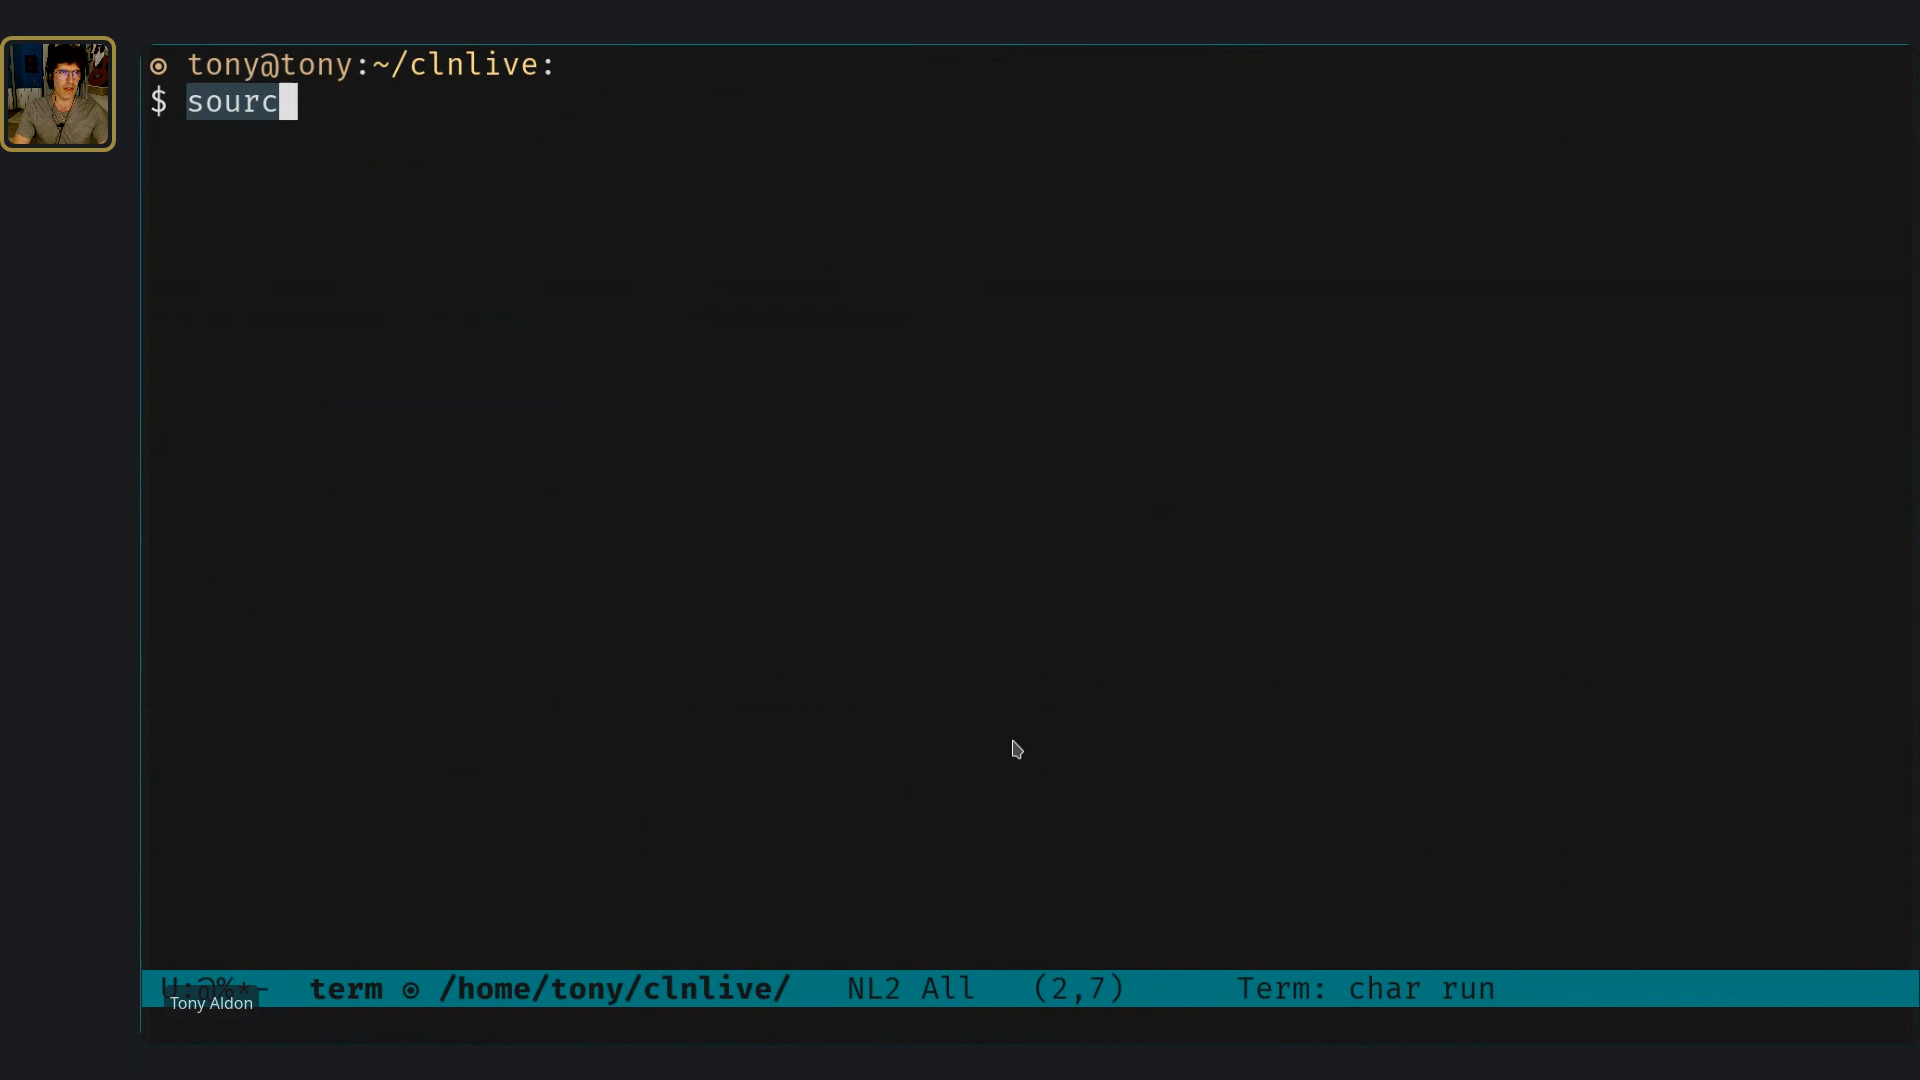 ⊙ tony@tony:~/clnlive:
$ sourc
U:@%*- term ⊙ /home/tony/clnlive/ NL2 All (2,7) Term: char run
Tony Aldon